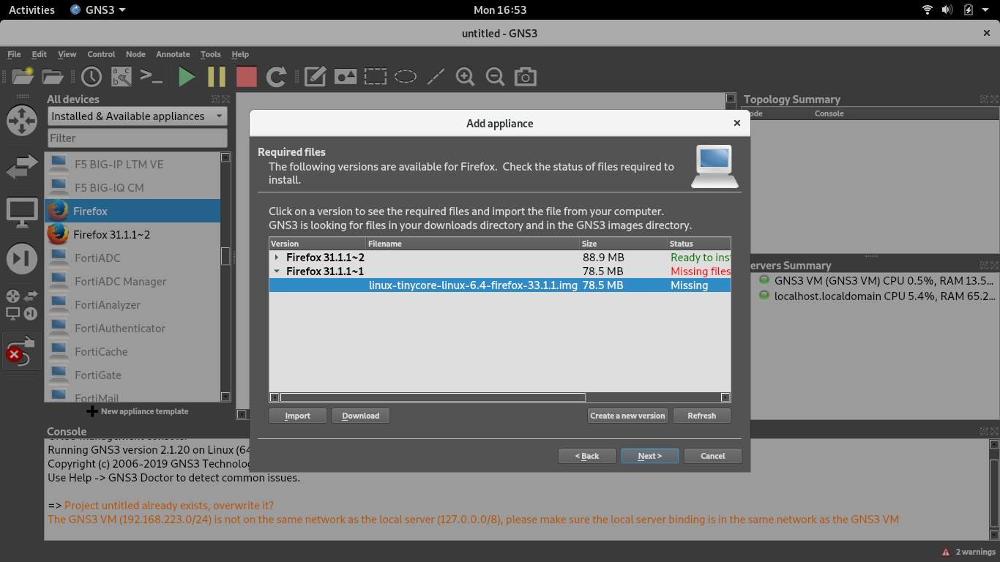 Activities GNS3 Mon 16:53
untitled - GNS3
File Edit View Control Node Annotate Tools Help
All devices
Installed & Available appliances
Filter
F5 BIG-IP LTM VE
F5 BIG-IQ CM
Firefox
Firefox 31.1.1~2
FortiADC
FortiADC Manager
FortiAnalyzer
FortiAuthenticator
FortiCache
FortiGate
FortiMail
New appliance template
Add appliance
Required files
The following versions are available for Firefox. Check the status of files required to
install.
Click on a version to see the required files and import the file from your computer.
GNS3 is looking for files in your downloads directory and in the GNS3 images directory.
Version Filename Size Status
Firefox 31.1.1~2 88.9 MB Ready to ins
Firefox 31.1.1~1 78.5 MB Missing files
linux-tinycore-linux-6.4-firefox-33.1.1.img 78.5 MB Missing
Import Download Create a new version Refresh
< Back Next > Cancel
Topology Summary
ode Console
ervers Summary
GNS3 VM (GNS3 VM) CPU 0.5%, RAM 13.5...
localhost.localdomain CPU 5.4%, RAM 65.2...
Console
GNS3 management console.
Running GNS3 version 2.1.20 on Linux (64
Copyright (c) 2006-2019 GNS3 Technolog
Use Help -> GNS3 Doctor to detect common issues.
=> Project untitled already exists, overwrite it?
The GNS3 VM (192.168.223.0/24) is not on the same network as the local server (127.0.0.0/8), please make sure the local server binding is in the same network as the GNS3 VM
2 warnings